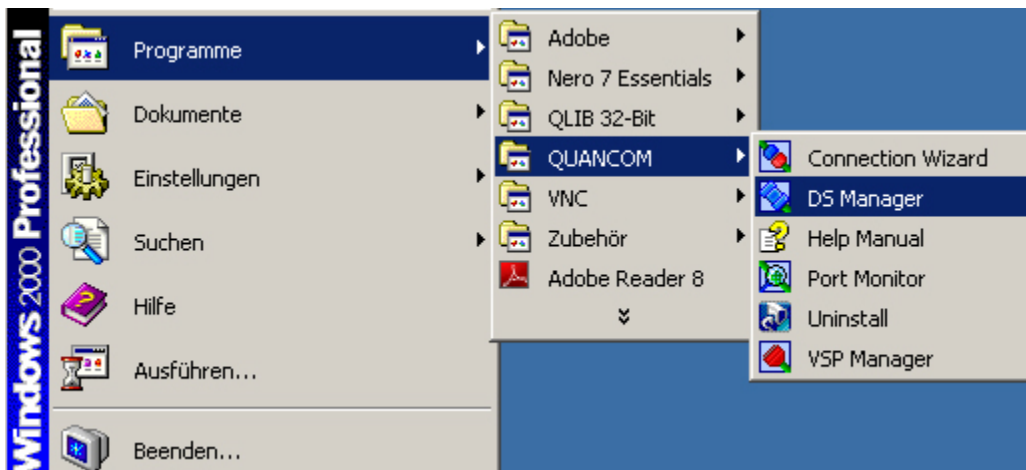 Windows 2000 Professional
Programme
Dokumente
Einstellungen
Suchen
Hilfe
Ausführen...
Beenden...
Adobe
Nero 7 Essentials
QLIB 32-Bit
QUANCOM
VNC
Zubehör
Adobe Reader 8
Connection Wizard
DS Manager
Help Manual
Port Monitor
Uninstall
VSP Manager